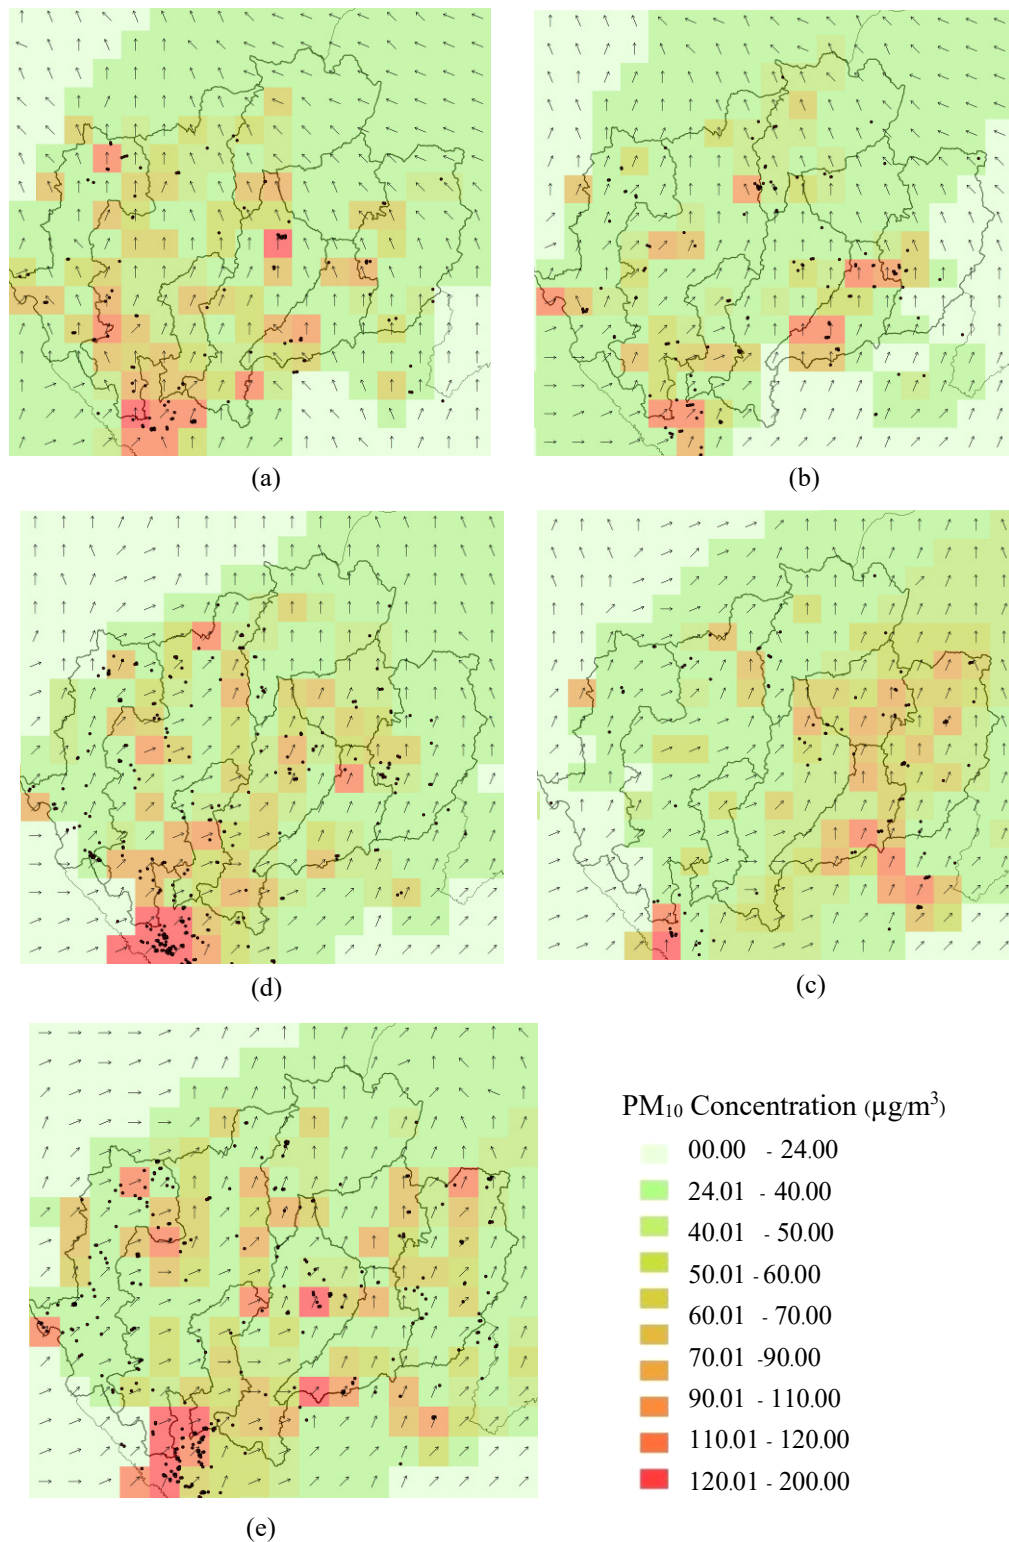 (a)
(b)
(d)
(c)
(e)
PM₁₀ Concentration (µg/m³)
00.00 - 24.00
24.01 - 40.00
40.01 - 50.00
50.01 -60.00
60.01 - 70.00
70.01 -90.00
90.01 - 110.00
110.01 - 120.00
120.01 - 200.00